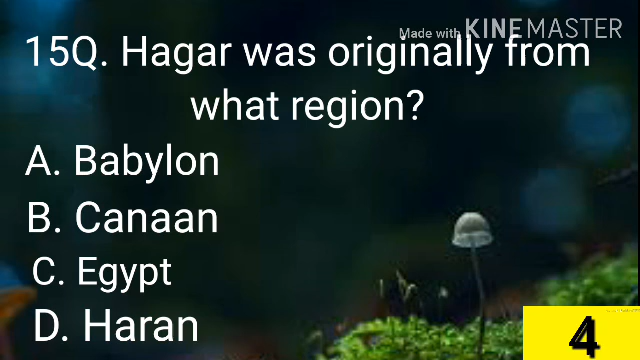 Made with KINEMASTER
15Q. Hagar was originally from
what region?
A. Babylon
B. Canaan
C. Egypt
D. Haran
4